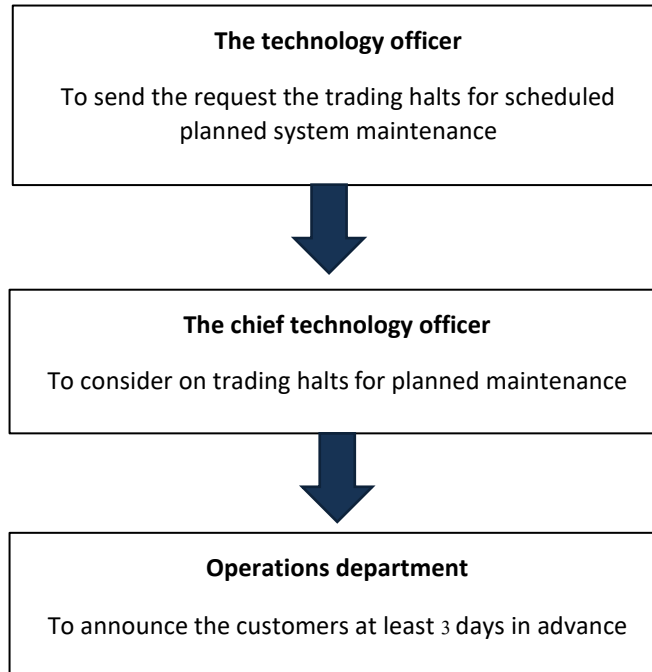 The technology officer
To send the request the trading halts for scheduled
planned system maintenance
The chief technology officer
To consider on trading halts for planned maintenance
Operations department
To announce the customers at least 3 days in advance